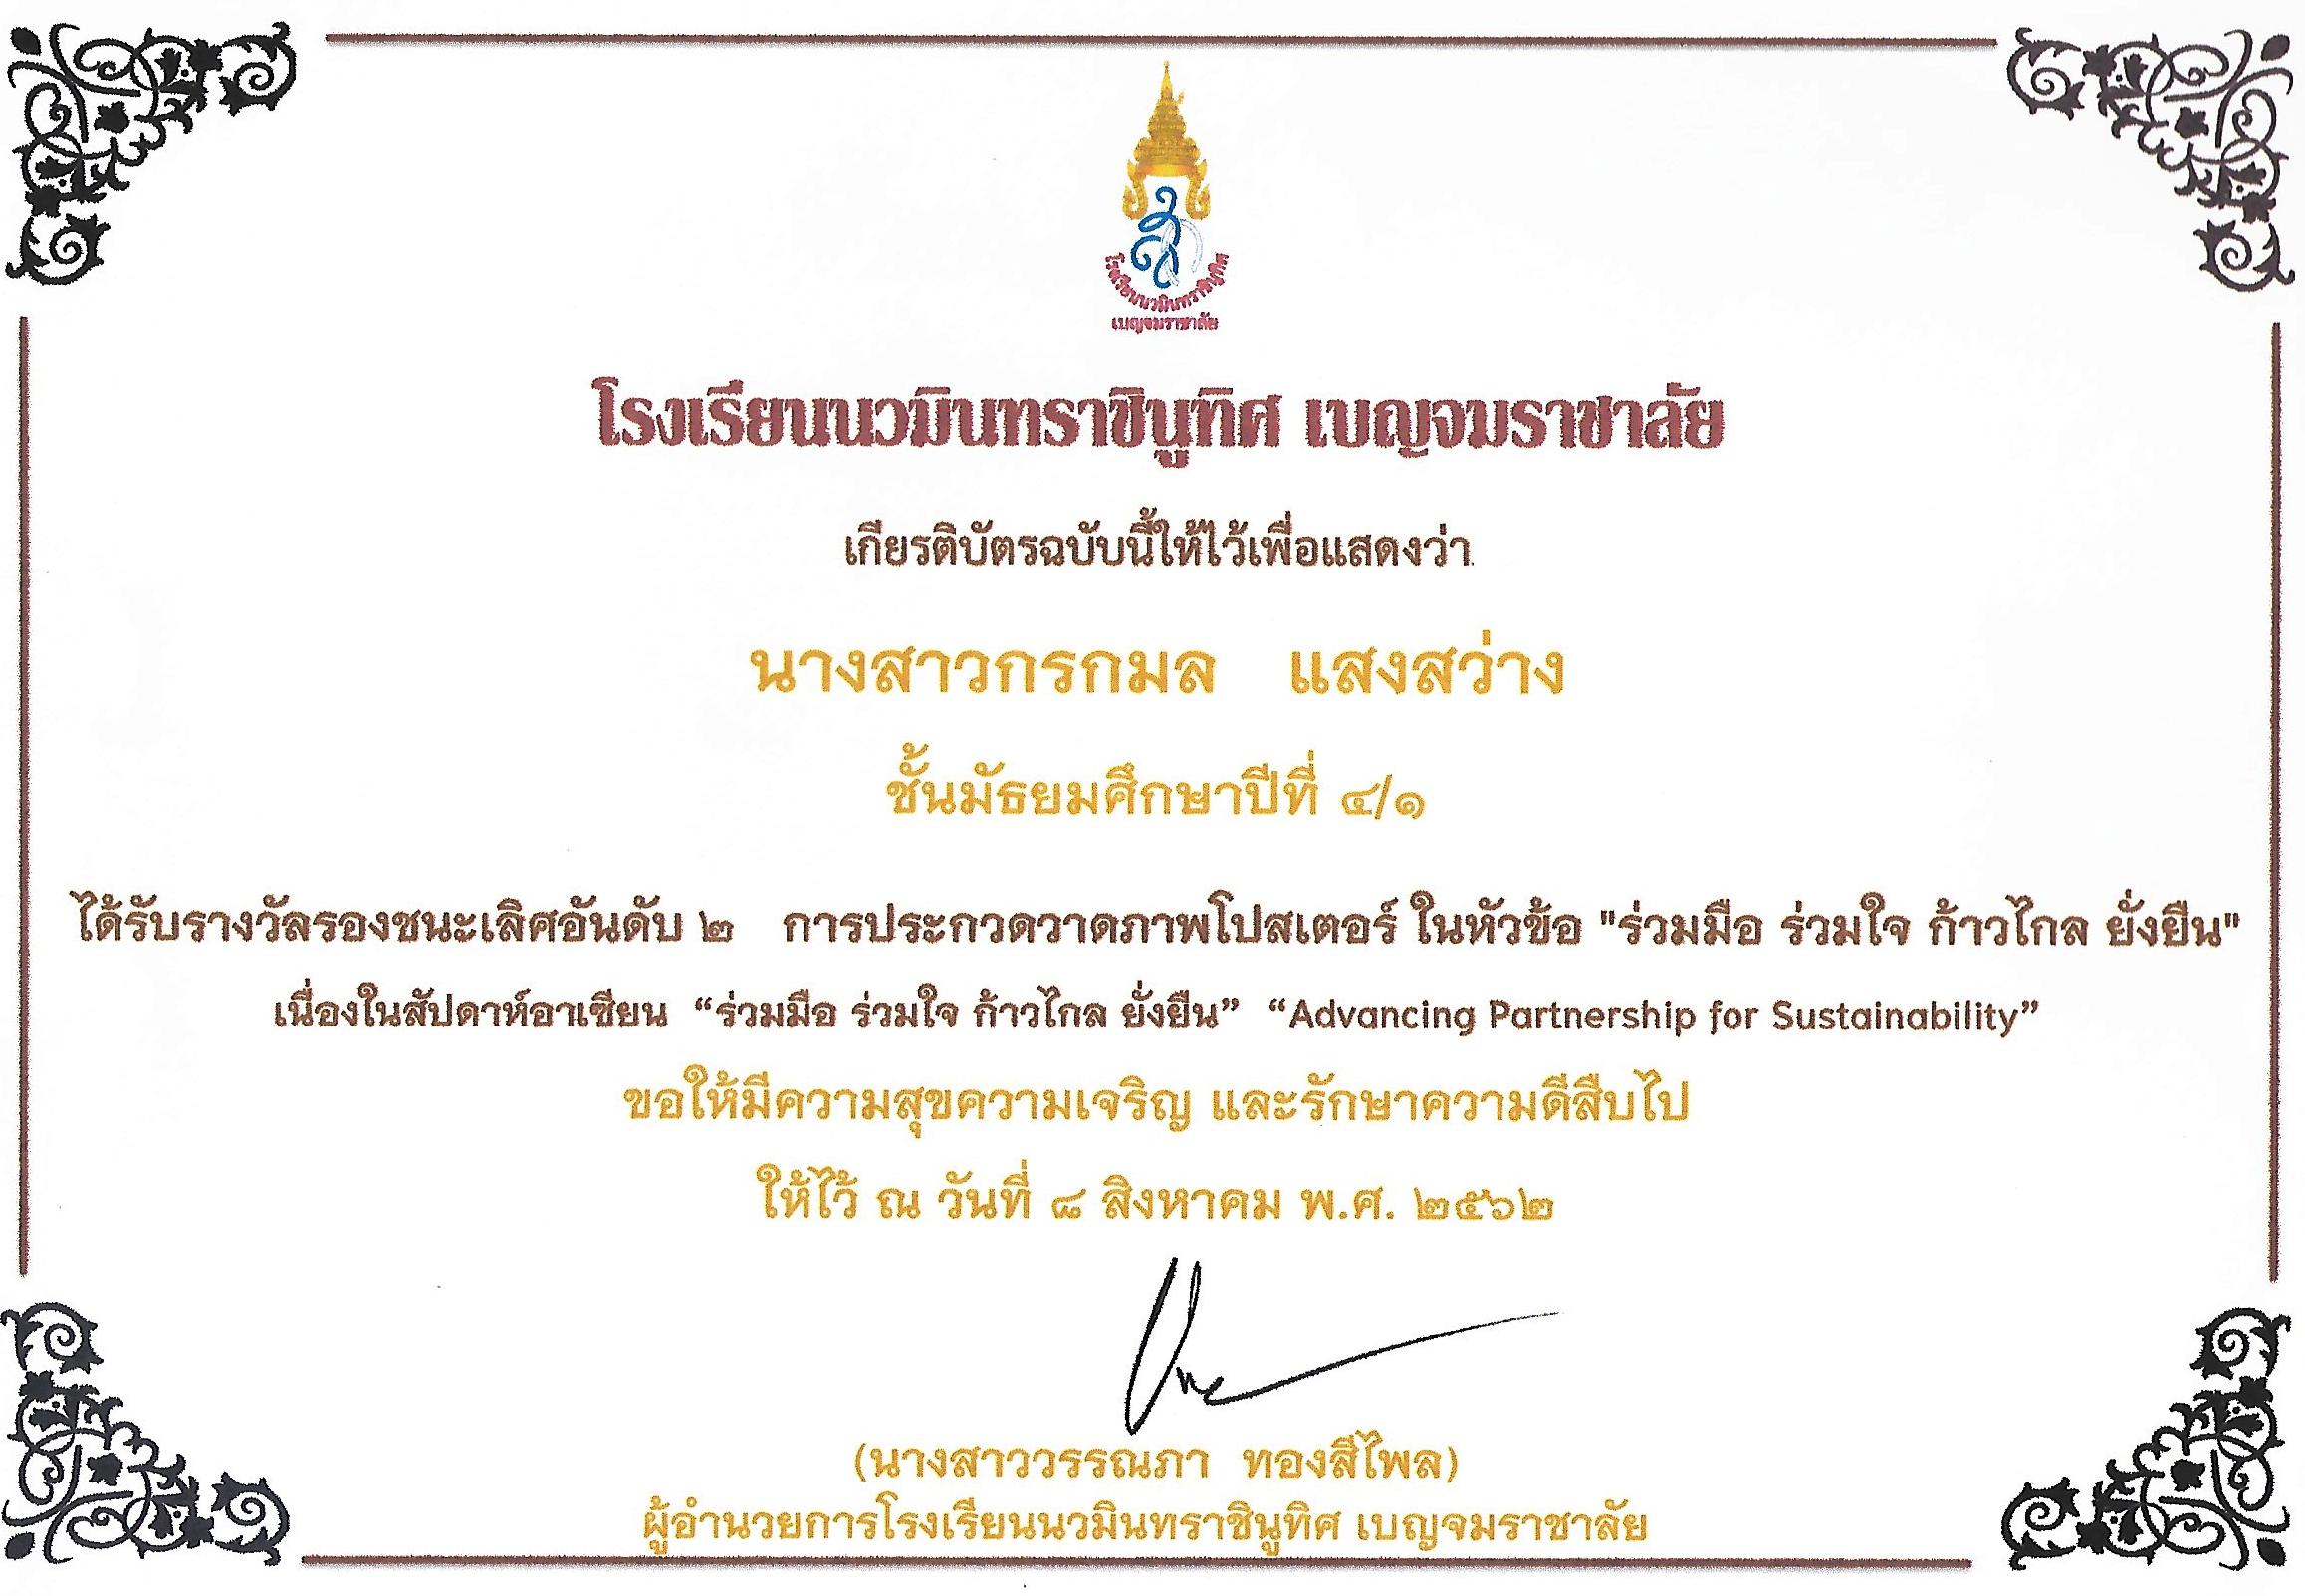 โรงเรียนนวมินทราชินูทิศ
เบญจมราชาลัย
โรงเรียนนวมินทราชินูทิศ เบญจมราชาลัย
เกียรติบัตรฉบับนี้ให้ไว้เพื่อแสดงว่า
นางสาวกรกมล แสงสว่าง
ชั้นมัธยมศึกษาปีที่ ๔/๑
ได้รับรางวัลรองชนะเลิศอันดับ ๒ การประกวดวาดภาพโปสเตอร์ ในหัวข้อ "ร่วมมือ ร่วมใจ ก้าวไกล ยั่งยืน"
เนื่องในสัปดาห์อาเซียน “ร่วมมือ ร่วมใจ ก้าวไกล ยั่งยืน” “Advancing Partnership for Sustainability”
ขอให้มีความสุขความเจริญ และรักษาความดีสืบไป
ให้ไว้ ณ วันที่ ๘ สิงหาคม พ.ศ. ๒๕๖๒
(นางสาววรรณภา ทองสีไพล)
ผู้อำนวยการโรงเรียนนวมินทราชินูทิศ เบญจมราชาลัย